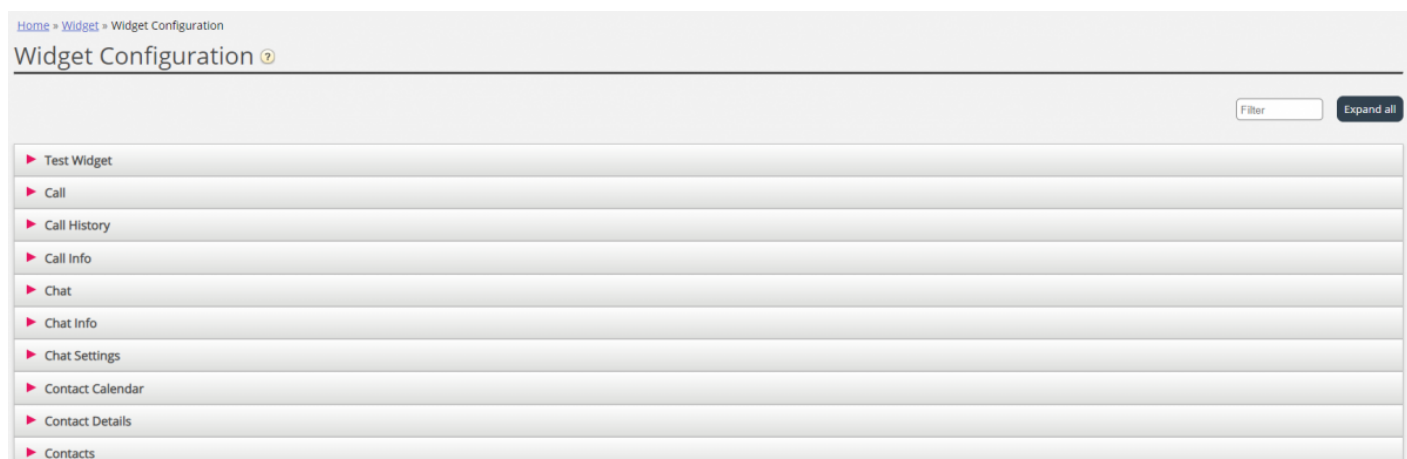 Home » Widget » Widget Configuration
Widget Configuration ?
Filter
Expand all
Test Widget
Call
Call History
Call Info
Chat
Chat Info
Chat Settings
Contact Calendar
Contact Details
Contacts